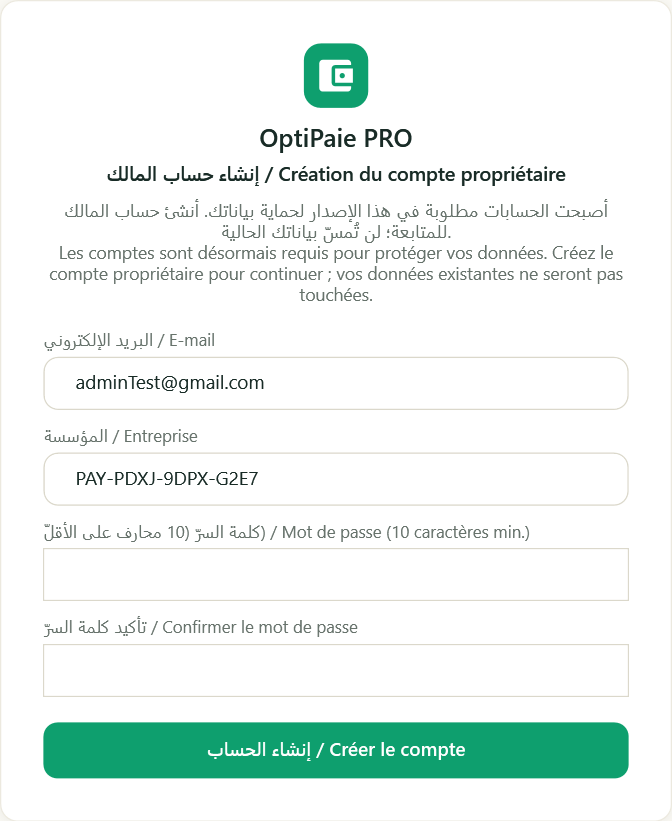 OptiPaie PRO
إنشاء حساب المالك / Création du compte propriétaire
أصبحت الحسابات مطلوبة في هذا الإصدار لحماية بياناتك. أنشئ حساب المالك
للمتابعة؛ لن تُمسّ بياناتك الحالية.
Les comptes sont désormais requis pour protéger vos données. Créez le
compte propriétaire pour continuer ; vos données existantes ne seront pas
touchées.
البريد الإلكتروني / E-mail
adminTest@gmail.com
المؤسسة / Entreprise
PAY-PDXJ-9DPX-G2E7
كلمة السرّ (10 محارف على الأقلّ) / Mot de passe (10 caractères min.)
تأكيد كلمة السرّ / Confirmer le mot de passe
إنشاء الحساب / Créer le compte